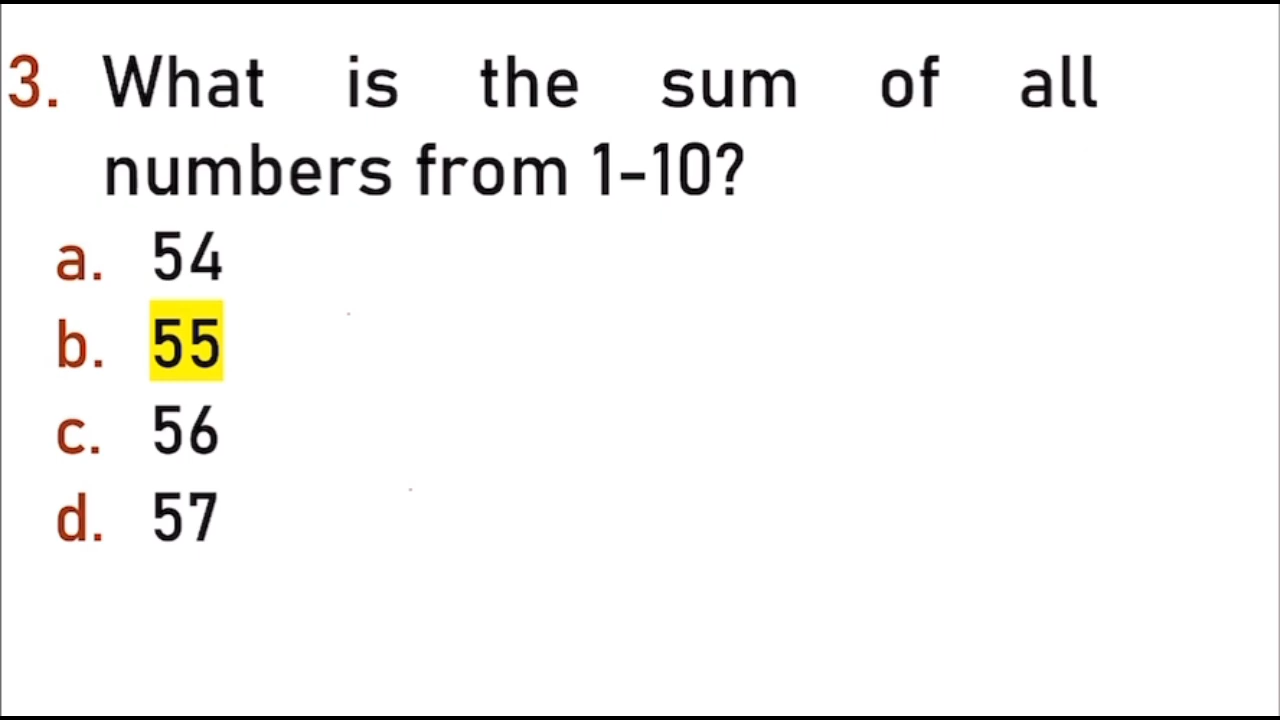 3. What is the sum of all
numbers from 1-10?
a. 54
b. 55
c. 56
d. 57